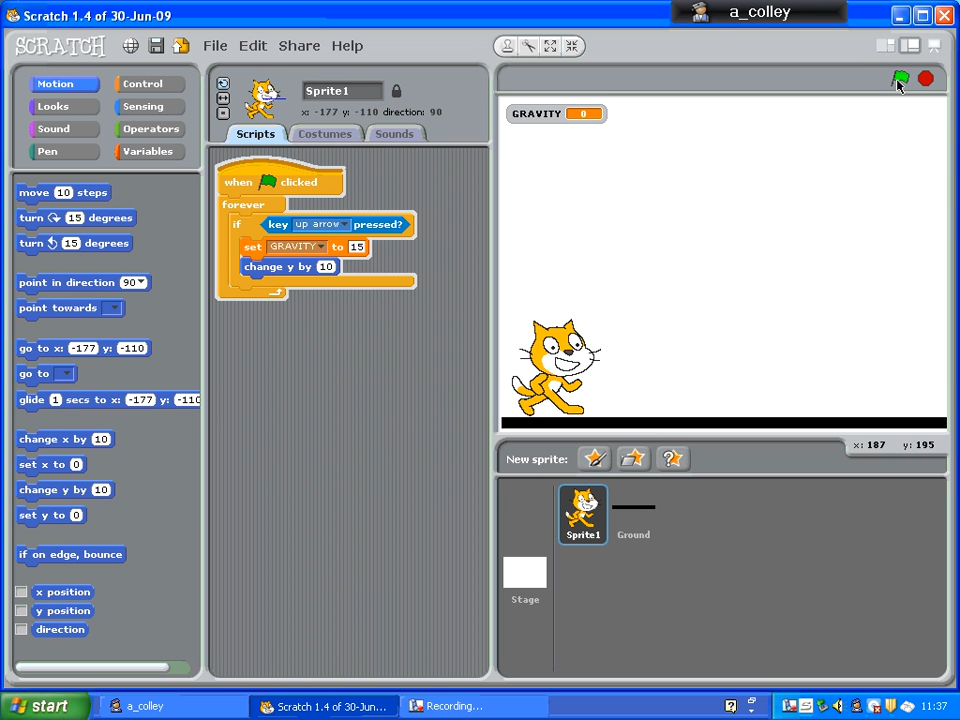 Scratch 1.4 of 30-Jun-09
a_colley
SCRATCH
File Edit Share Help
Motion
Control
Looks
Sensing
Sound
Operators
Pen
Variables
move 10 steps
turn 15 degrees
turn 15 degrees
point in direction 90
point towards
go to x: -177 y: -110
go to
glide 1 secs to x: -177 y: -110
change x by 10
set x to 0
change y by 10
set y to 0
if on edge, bounce
x position
y position
direction
Sprite1
x: -177 y: -110 direction: 90
Scripts
Costumes
Sounds
when clicked
forever
if key up arrow pressed?
set GRAVITY to 15
change y by 10
GRAVITY 0
x: 187 y: 195
New sprite:
Sprite1
Ground
Stage
start
a_colley
Scratch 1.4 of 30-Jun...
Recording...
11:37